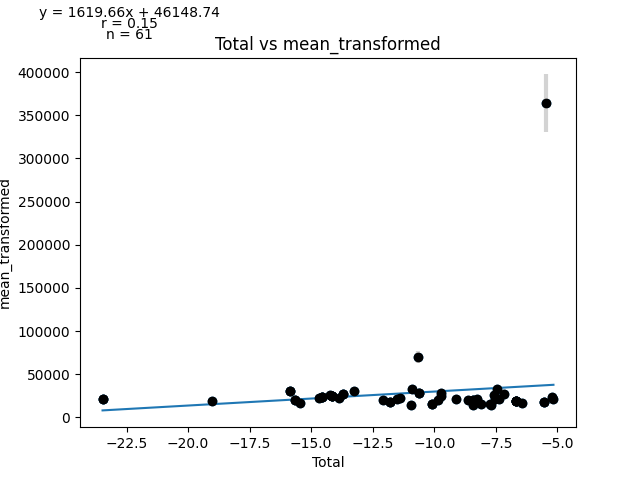 y = 1619.66x + 46148.74
r = 0.15
n = 61
Total vs mean_transformed
mean_transformed
400000
350000
300000
250000
200000
150000
100000
50000
0
−22.5 −20.0 −17.5 −15.0 −12.5 −10.0 −7.5 −5.0
Total